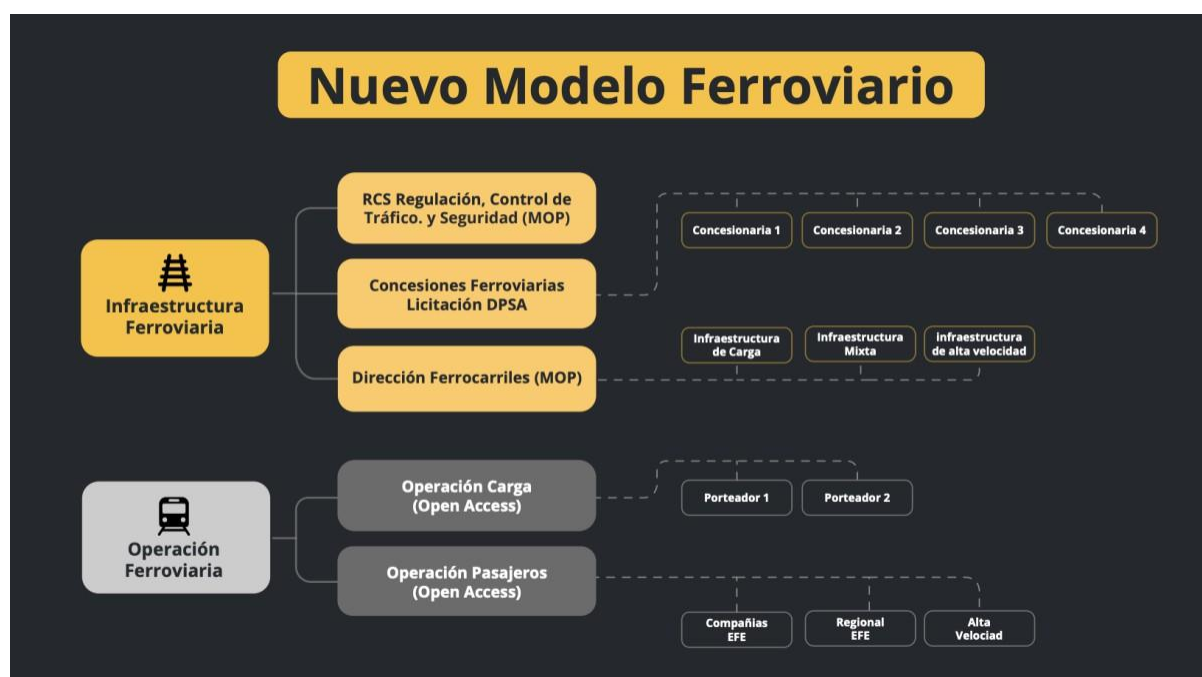 Nuevo Modelo Ferroviario
Infraestructura
Ferroviaria
RCS Regulación, Control de
Tráfico. y Seguridad (MOP)
Concesiones Ferroviarias
Licitación DPSA
Dirección Ferrocarriles (MOP)
Concesionaria 1
Concesionaria 2
Concesionaria 3
Concesionaria 4
Infraestructura
de Carga
Infraestructura
Mixta
Infraestructura
de alta velocidad
Operación
Ferroviaria
Operación Carga
(Open Access)
Operación Pasajeros
(Open Access)
Porteador 1
Porteador 2
Compañias
EFE
Regional
EFE
Alta
Velociad